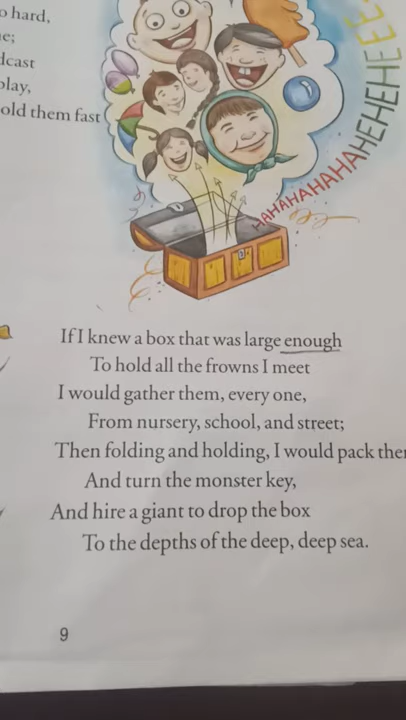 o hard,
e;
dcast
play,
old them fast
HAHAHAHAHAHAHEHEHEEE
If I knew a box that was large enough
To hold all the frowns I meet
I would gather them, every one,
From nursery, school, and street;
Then folding and holding, I would pack
And turn the monster key,
And hire a giant to drop the box
To the depths of the deep, deep sea.
9